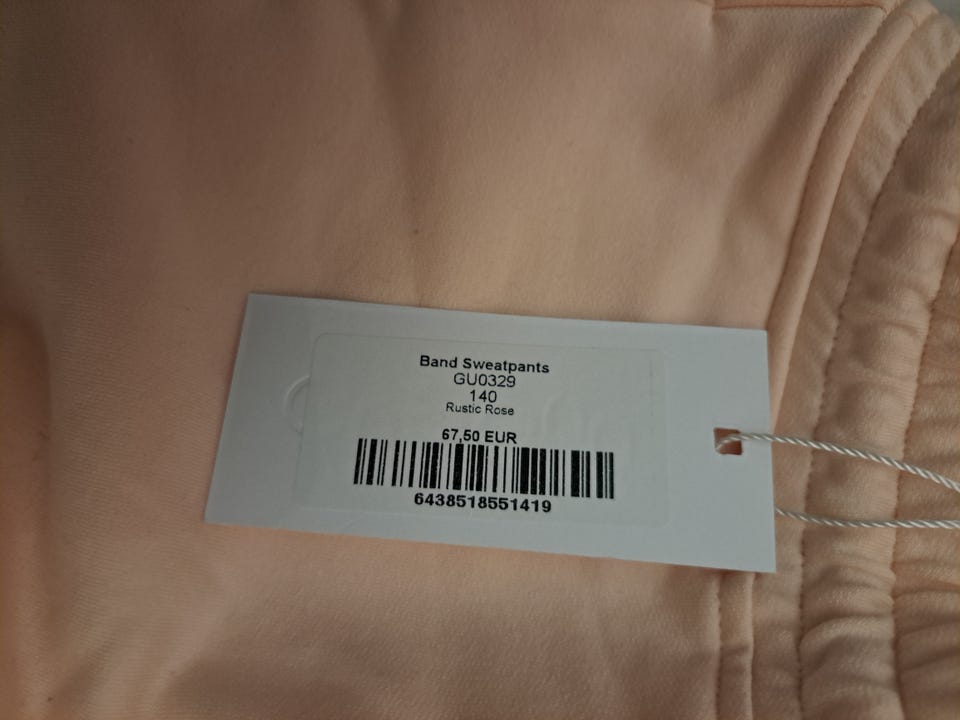 Band Sweatpants
GU0329
140
Rustic Rose
67,50 EUR
6438518551419